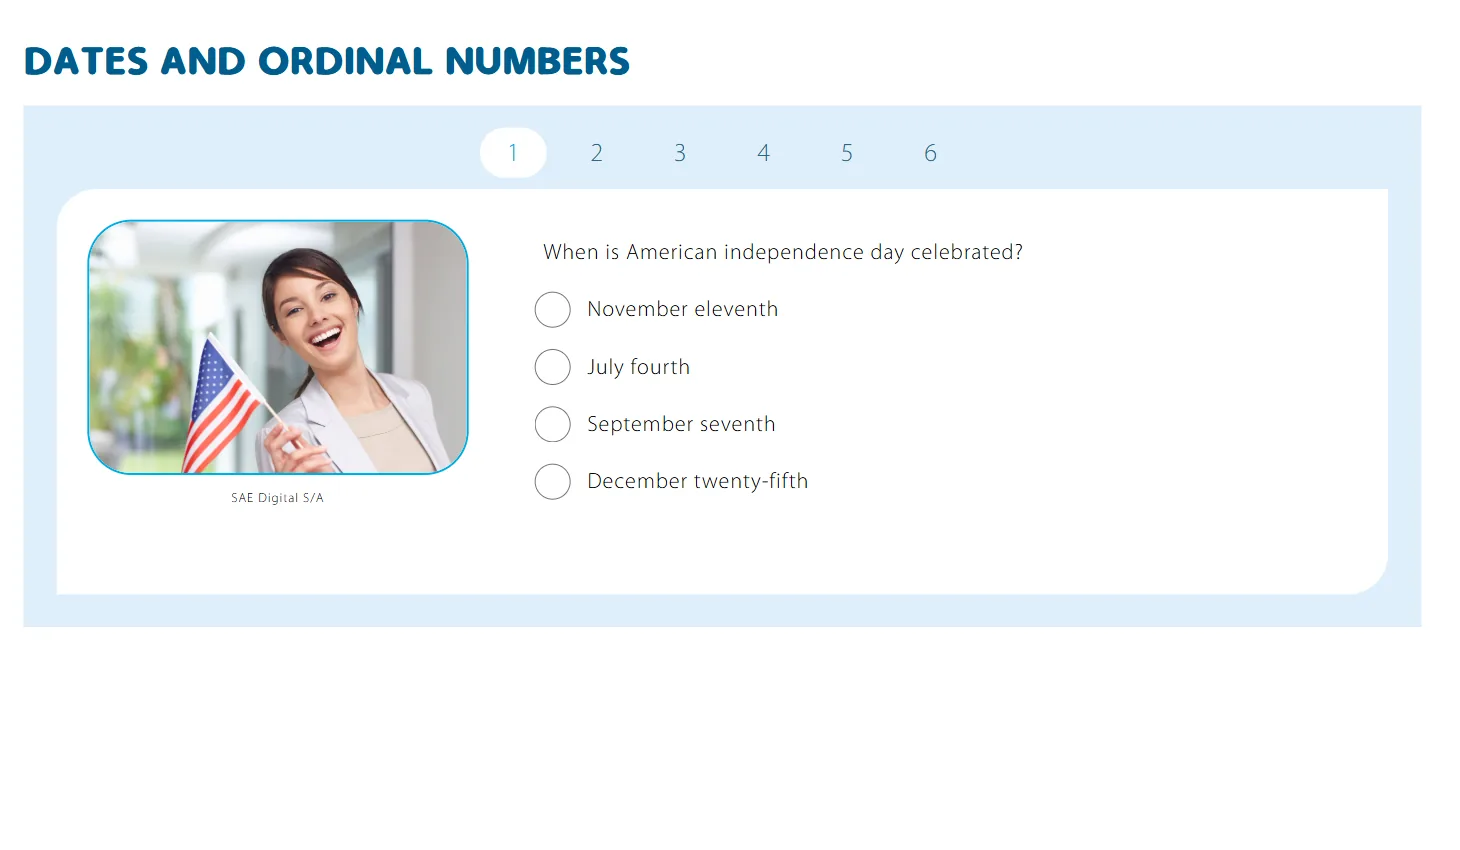 DATES AND ORDINAL NUMBERS
1 2 3 4 5 6
When is American independence day celebrated?
November eleventh
July fourth
September seventh
December twenty-fifth
SAE Digital S/A